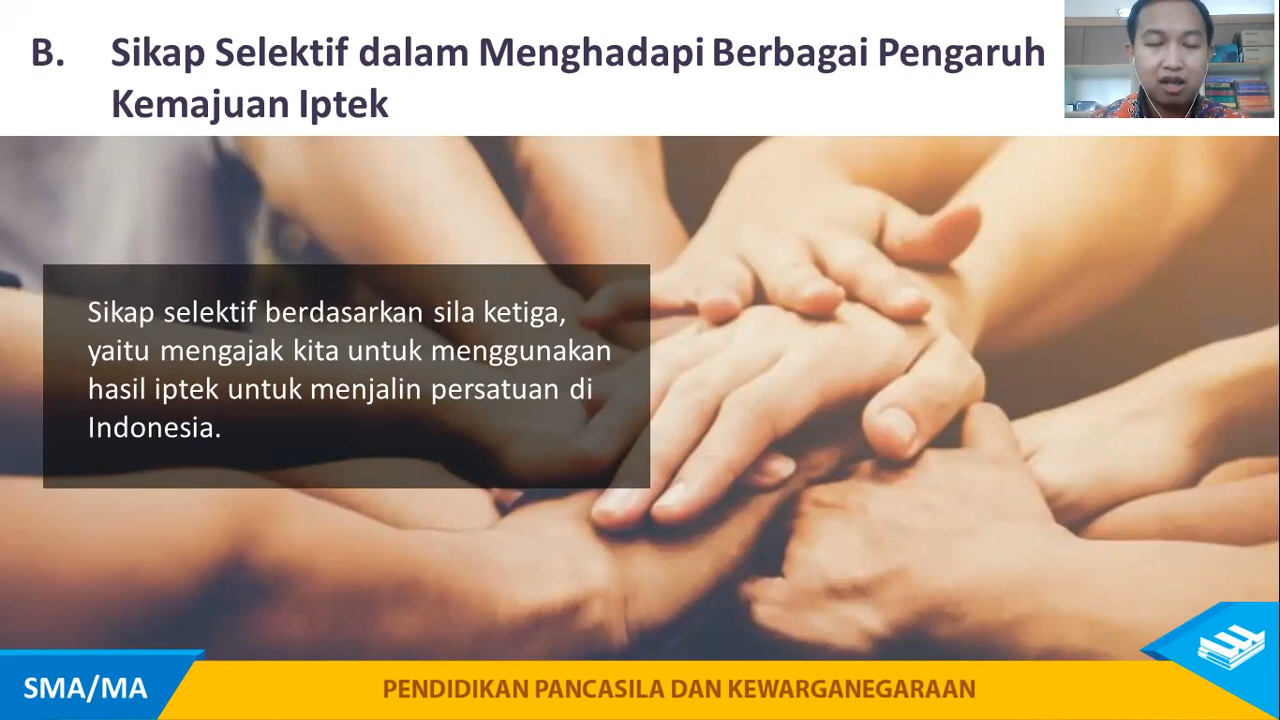 B. Sikap Selektif dalam Menghadapi Berbagai Pengaruh
Kemajuan Iptek
Sikap selektif berdasarkan sila ketiga,
yaitu mengajak kita untuk menggunakan
hasil iptek untuk menjalin persatuan di
Indonesia.
SMA/MA
PENDIDIKAN PANCASILA DAN KEWARGANEGARAAN